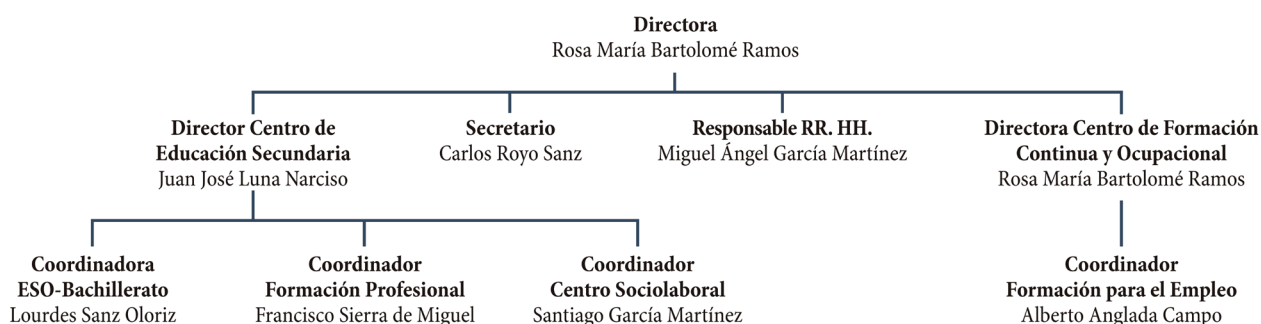 Directora
Rosa María Bartolomé Ramos
Director Centro de
Educación Secundaria
Juan José Luna Narciso
Secretario
Carlos Royo Sanz
Responsable RR. HH.
Miguel Ángel García Martínez
Directora Centro de Formación
Continua y Ocupacional
Rosa María Bartolomé Ramos
Coordinadora
ESO-Bachillerato
Lourdes Sanz Oloriz
Coordinador
Formación Profesional
Francisco Sierra de Miguel
Coordinador
Centro Sociolaboral
Santiago García Martínez
Coordinador
Formación para el Empleo
Alberto Anglada Campo